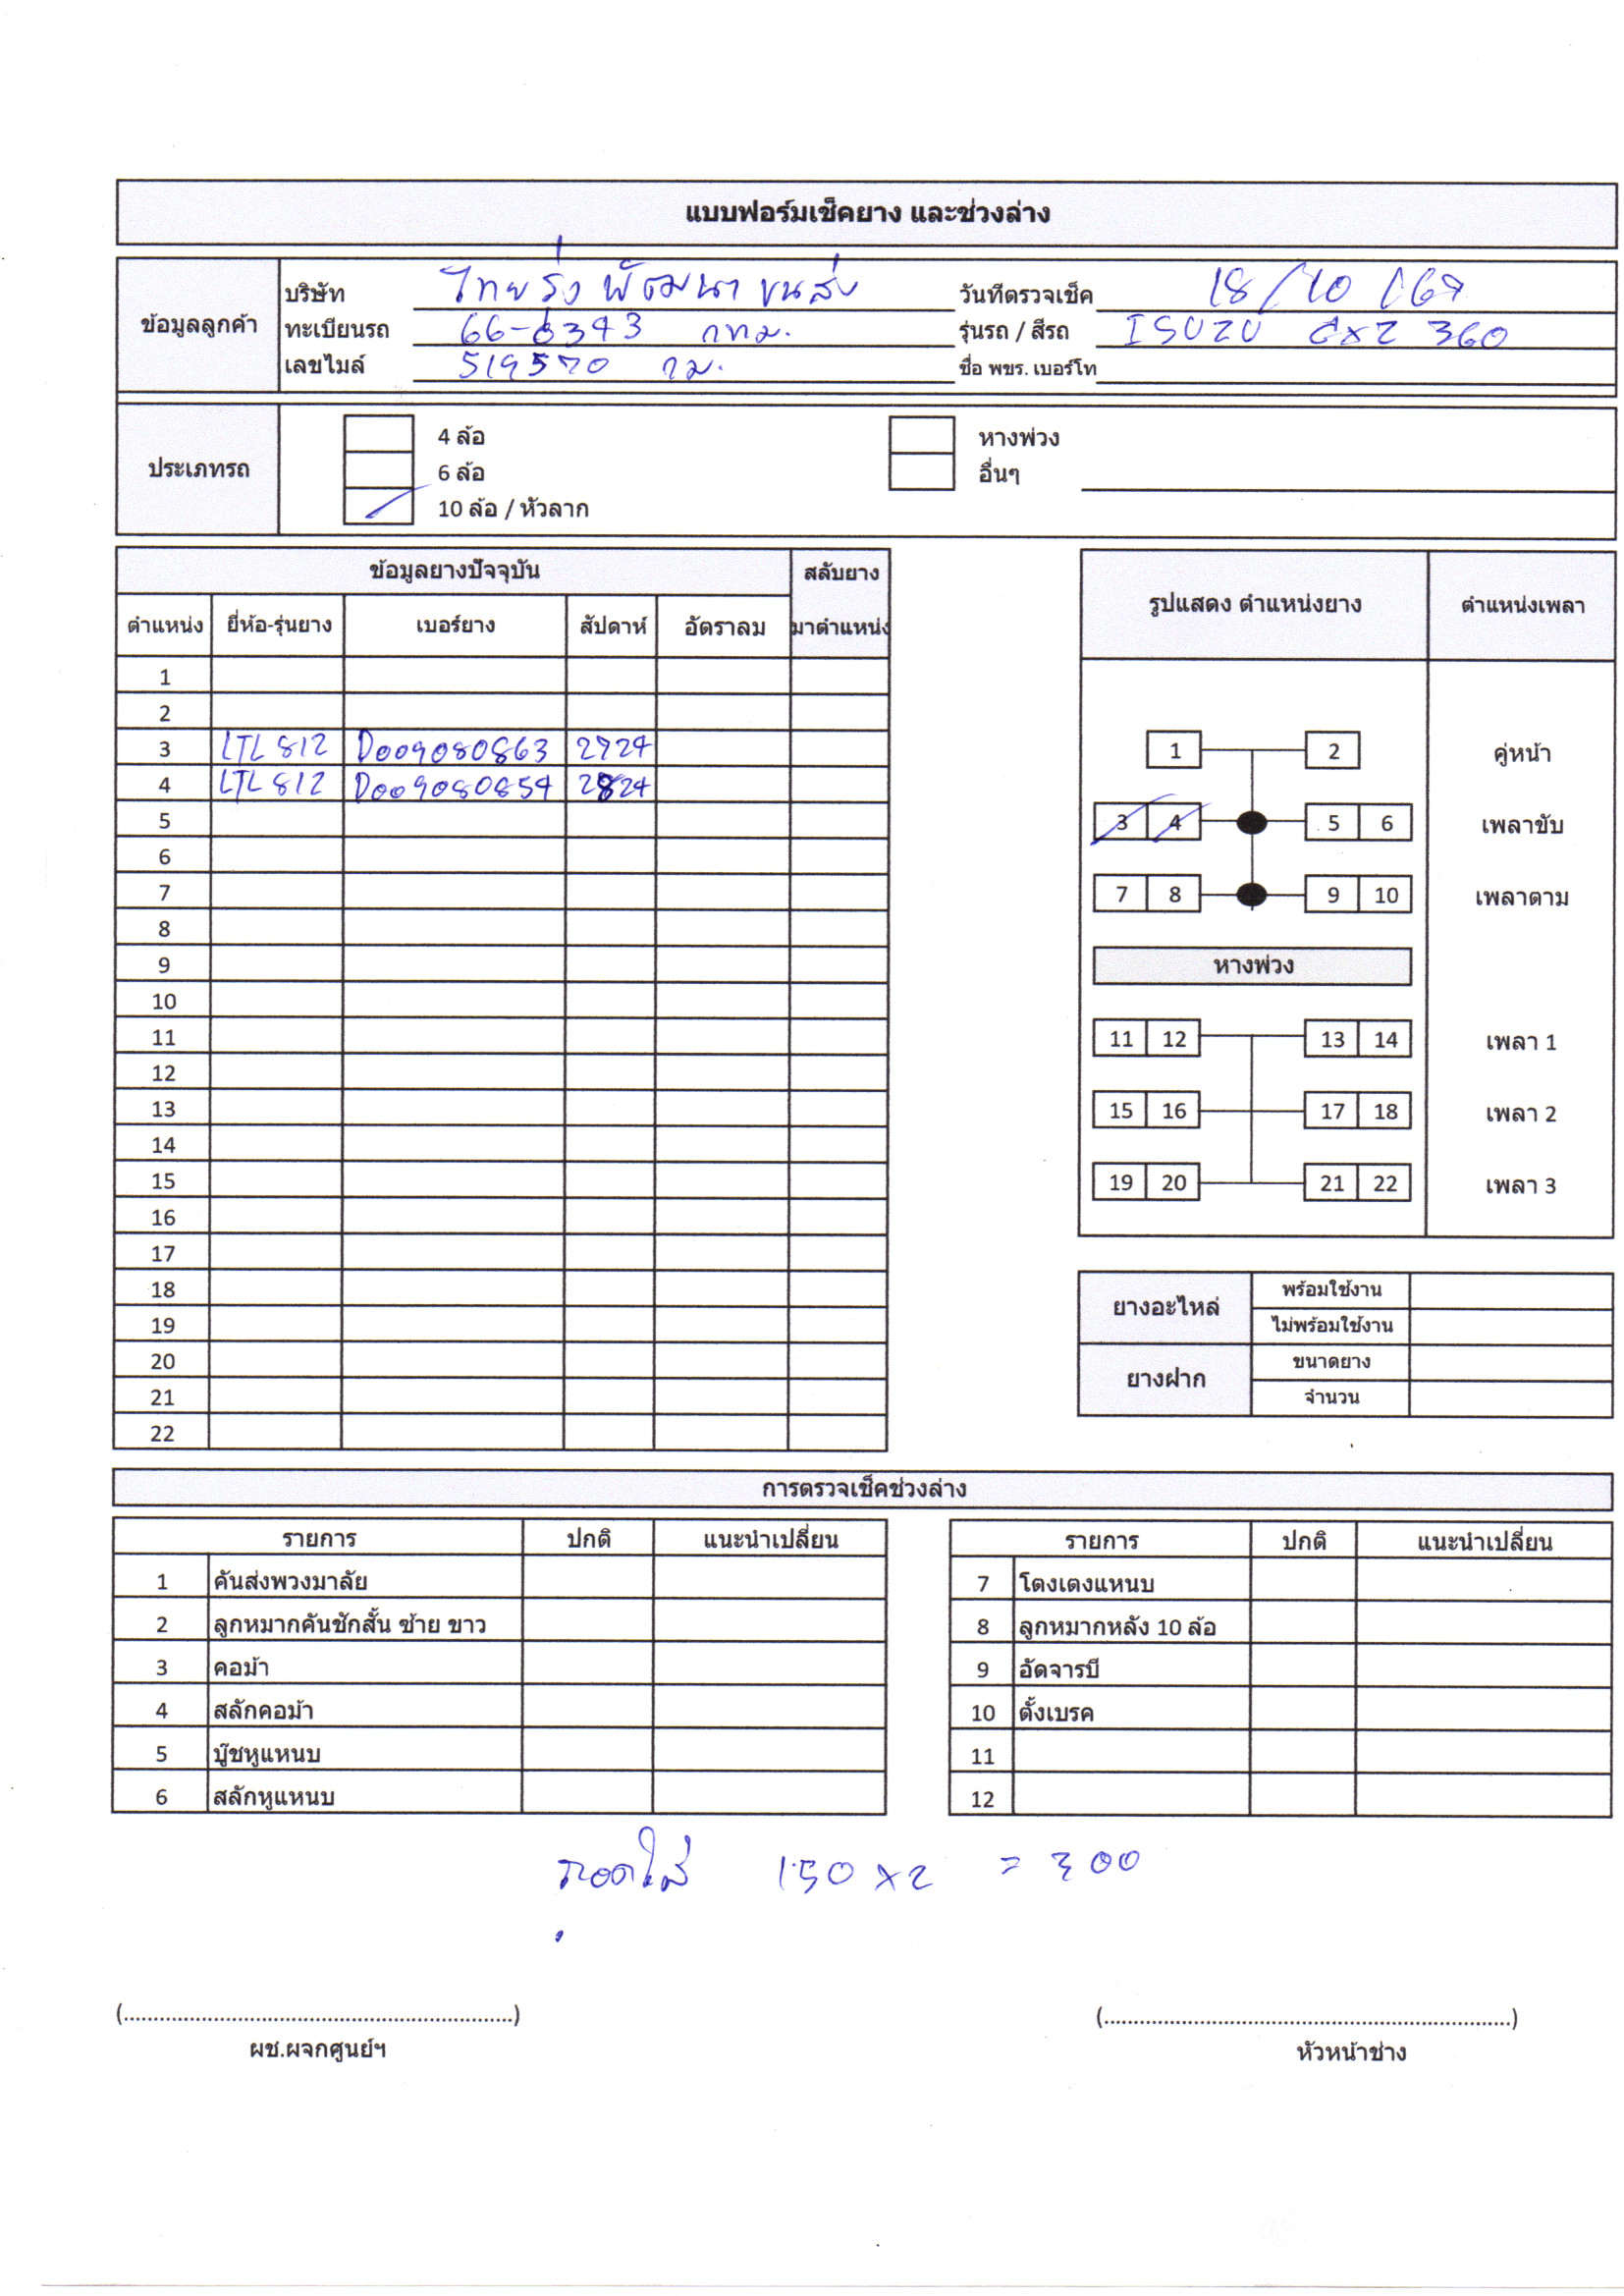 แบบฟอร์มเช็คยาง และช่วงล่าง
ข้อมูลลูกค้า
บริษัท ไทยรุ่งพัฒนาขนส่ง วันที่ตรวจเช็ค 18/10/67
ทะเบียนรถ 66-6343 กทม. รุ่นรถ / สีรถ ISUZU GXZ 360
เลขไมล์ 519570 กม. ชื่อ พขร. เบอร์โท
ประเภทรถ
4 ล้อ หางพ่วง
6 ล้อ อื่นๆ
10 ล้อ / หัวลาก
ข้อมูลยางปัจจุบัน สลับยาง
ตำแหน่ง ยี่ห้อ-รุ่นยาง เบอร์ยาง สัปดาห์ อัตราลม มาตำแหน่ง
1
2
3 LTL 812 D009080863 2924
4 LTL 812 D009080854 2824
5
6
7
8
9
10
11
12
13
14
15
16
17
18
19
20
21
22
รูปแสดง ตำแหน่งยาง ตำแหน่งเพลา
1 2 คู่หน้า
3 4 5 6 เพลาขับ
7 8 9 10 เพลาตาม
หางพ่วง
11 12 13 14 เพลา 1
15 16 17 18 เพลา 2
19 20 21 22 เพลา 3
ยางอะไหล่ พร้อมใช้งาน
ไม่พร้อมใช้งาน
ยางฝาก ขนาดยาง
จำนวน
การตรวจเช็คช่วงล่าง
รายการ ปกติ แนะนำเปลี่ยน
1 คันส่งพวงมาลัย
2 ลูกหมากคันชักสั้น ซ้าย ขาว
3 คอม้า
4 สลักคอม้า
5 บู๊ชหูแหนบ
6 สลักหูแหนบ
รายการ ปกติ แนะนำเปลี่ยน
7 โตงเตงแหนบ
8 ลูกหมากหลัง 10 ล้อ
9 อัดจารบี
10 ตั้งเบรค
11
12
ถอดใส่ 150 x 2 = 300
(................................................................)
ผช.ผจกศูนย์ฯ
(................................................................)
หัวหน้าช่าง